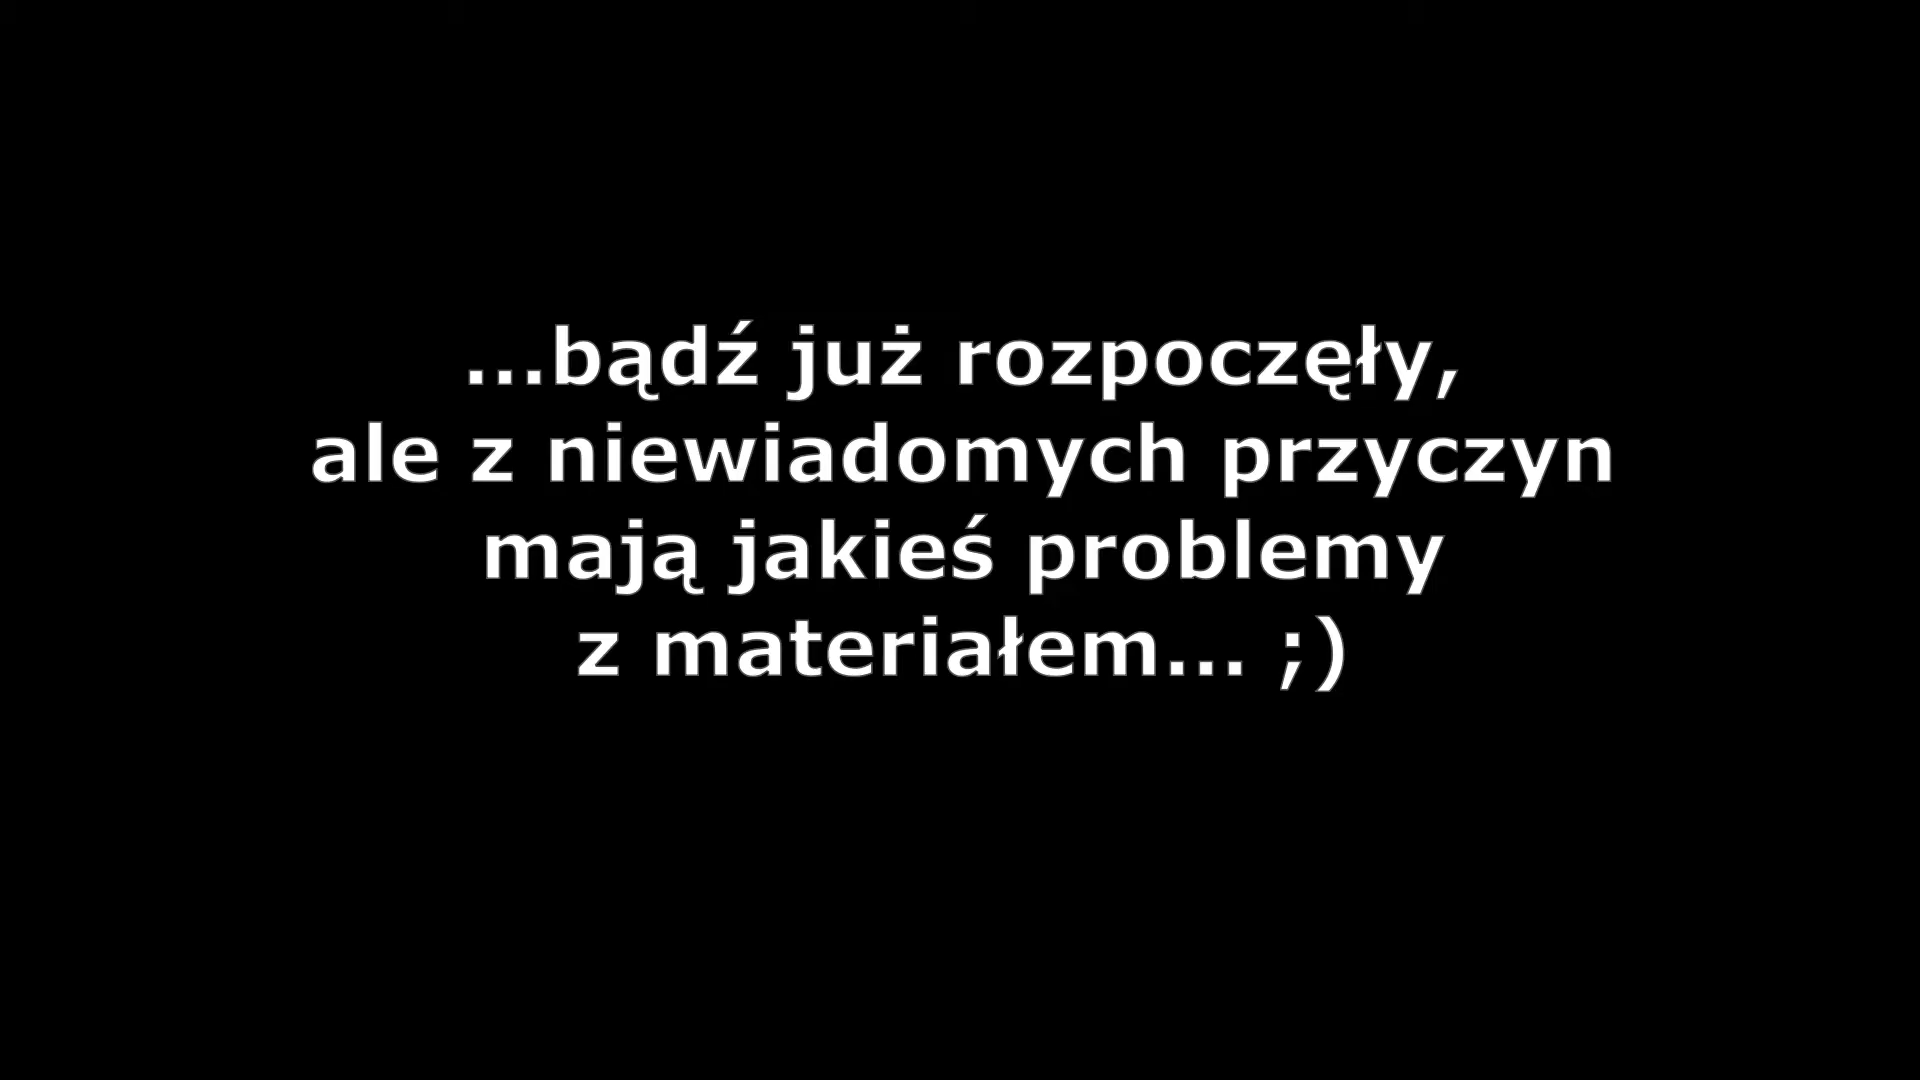 ...bądź już rozpoczęły,
ale z niewiadomych przyczyn
mają jakieś problemy
z materiałem... ;)